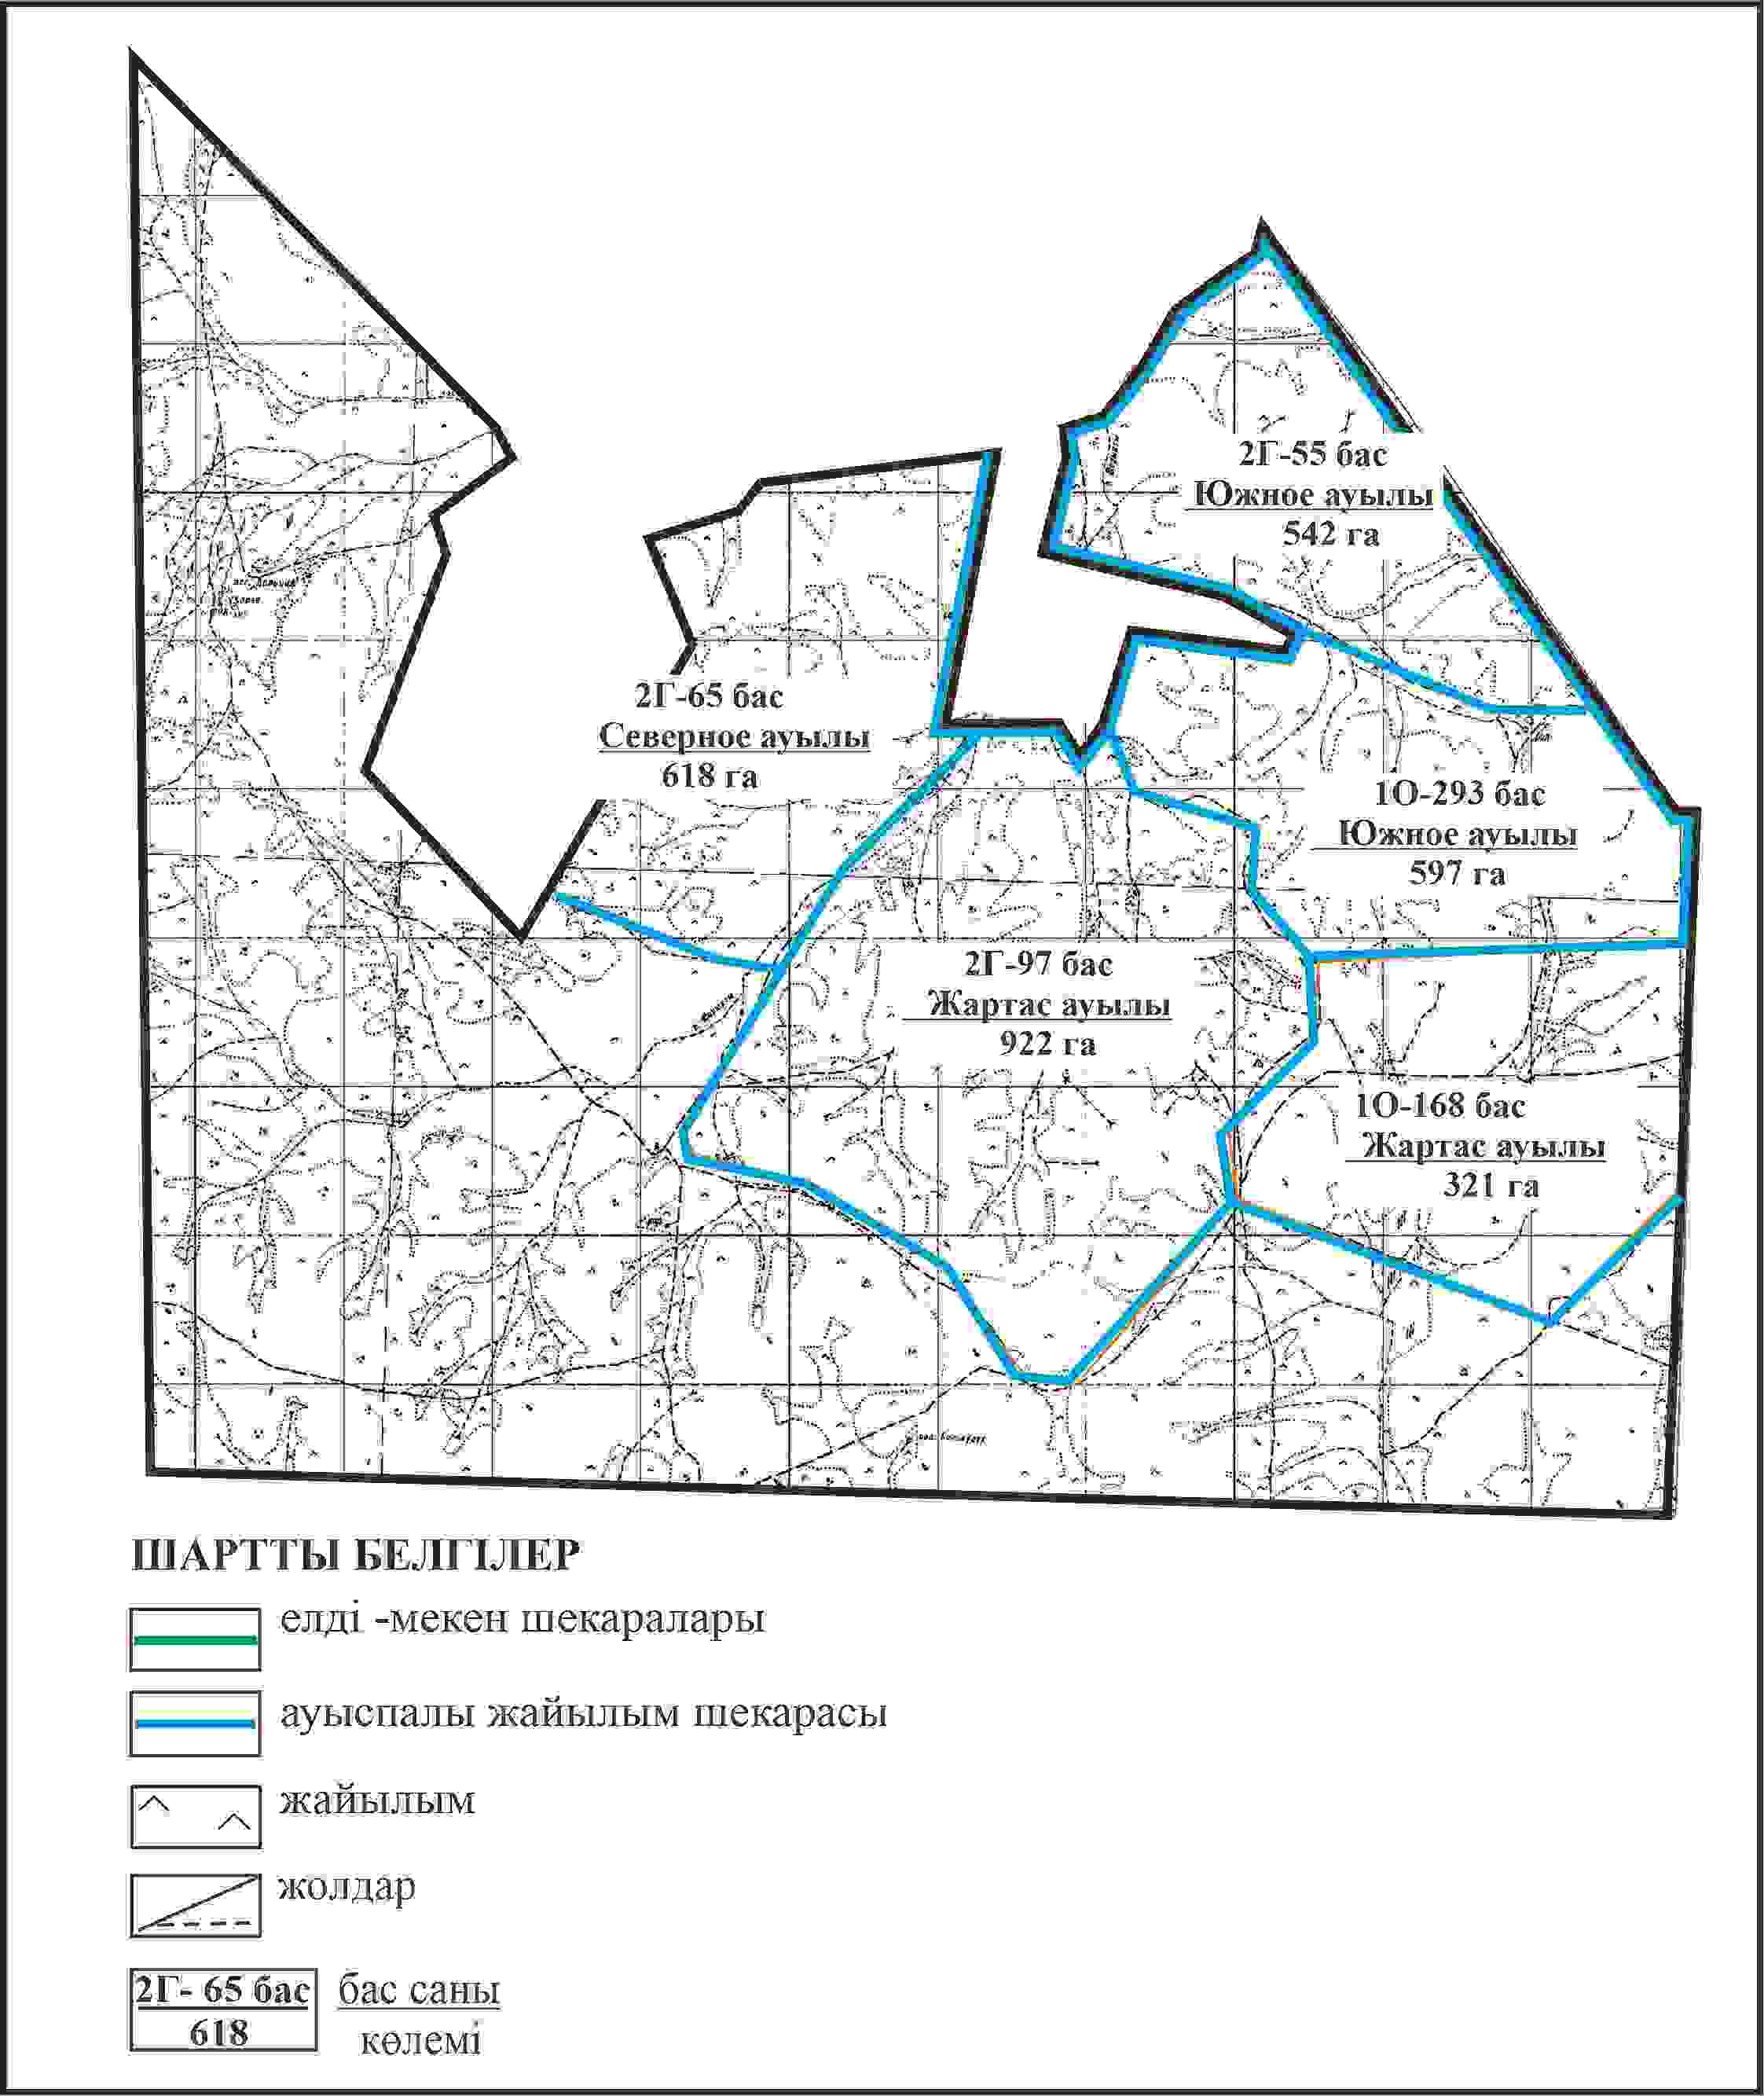 2Г-55 бас
Южное ауылы
542 га
2Г-65 бас
Северное ауылы
618 га
1О-293 бас
Южное ауылы
597 га
2Г-97 бас
Жартас ауылы
922 га
1О-168 бас
Жартас ауылы
321 га
ШАРТТЫ БЕЛГІЛЕР
елді -мекен шекаралары
ауыспалы жайылым шекарасы
жайылым
жолдар
2Г- 65 бас бас саны
618 көлемі